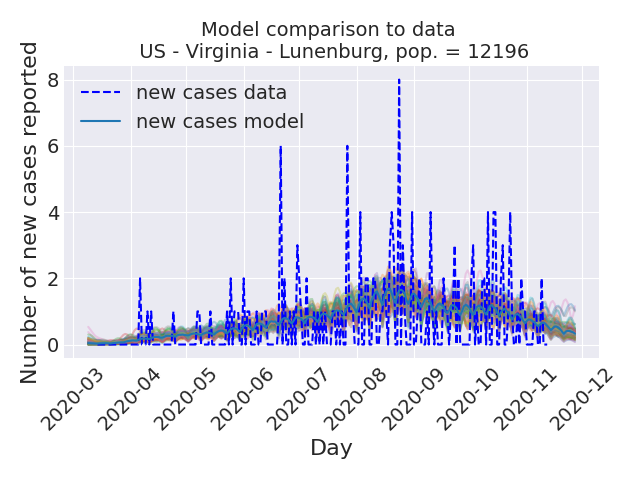 Model comparison to data
US - Virginia - Lunenburg, pop. = 12196
Number of new cases reported
8
6
4
2
0
new cases data
new cases model
2020-03
2020-04
2020-05
2020-06
2020-07
2020-08
2020-09
2020-10
2020-11
2020-12
Day